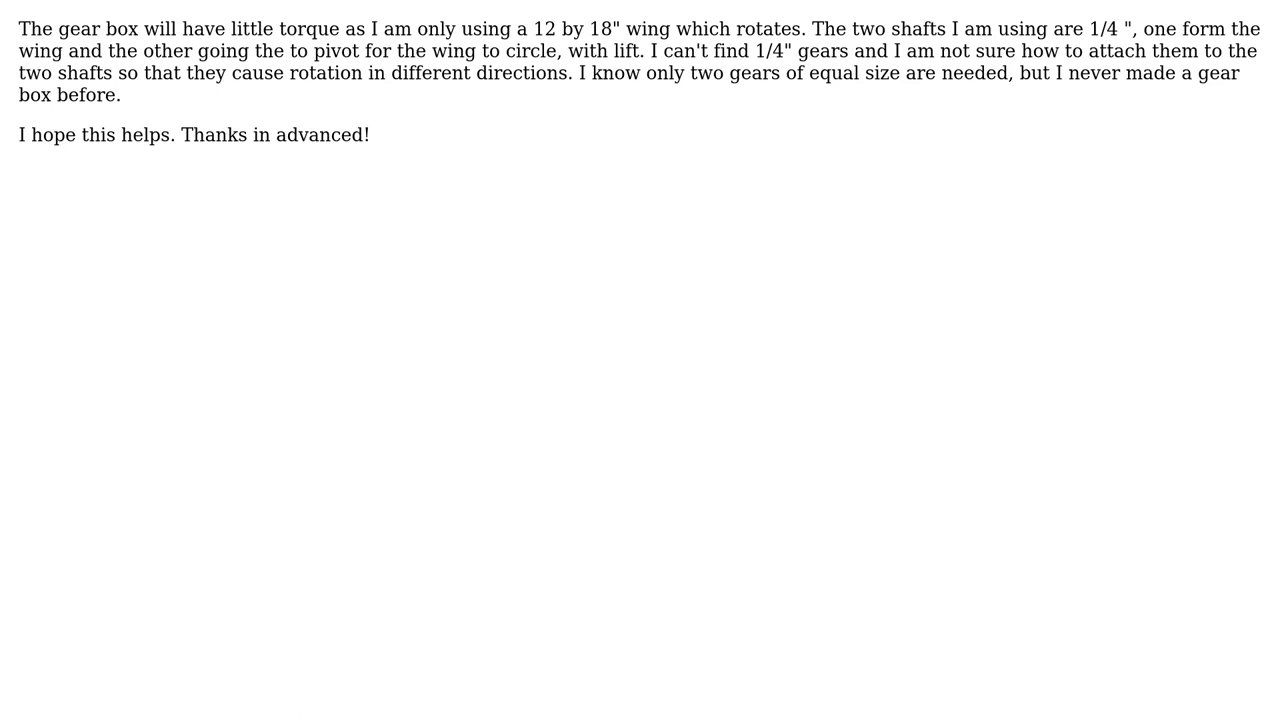 The gear box will have little torque as I am only using a 12 by 18" wing which rotates. The two shafts I am using are 1/4 ", one form the
wing and the other going the to pivot for the wing to circle, with lift. I can't find 1/4" gears and I am not sure how to attach them to the
two shafts so that they cause rotation in different directions. I know only two gears of equal size are needed, but I never made a gear
box before.
I hope this helps. Thanks in advanced!